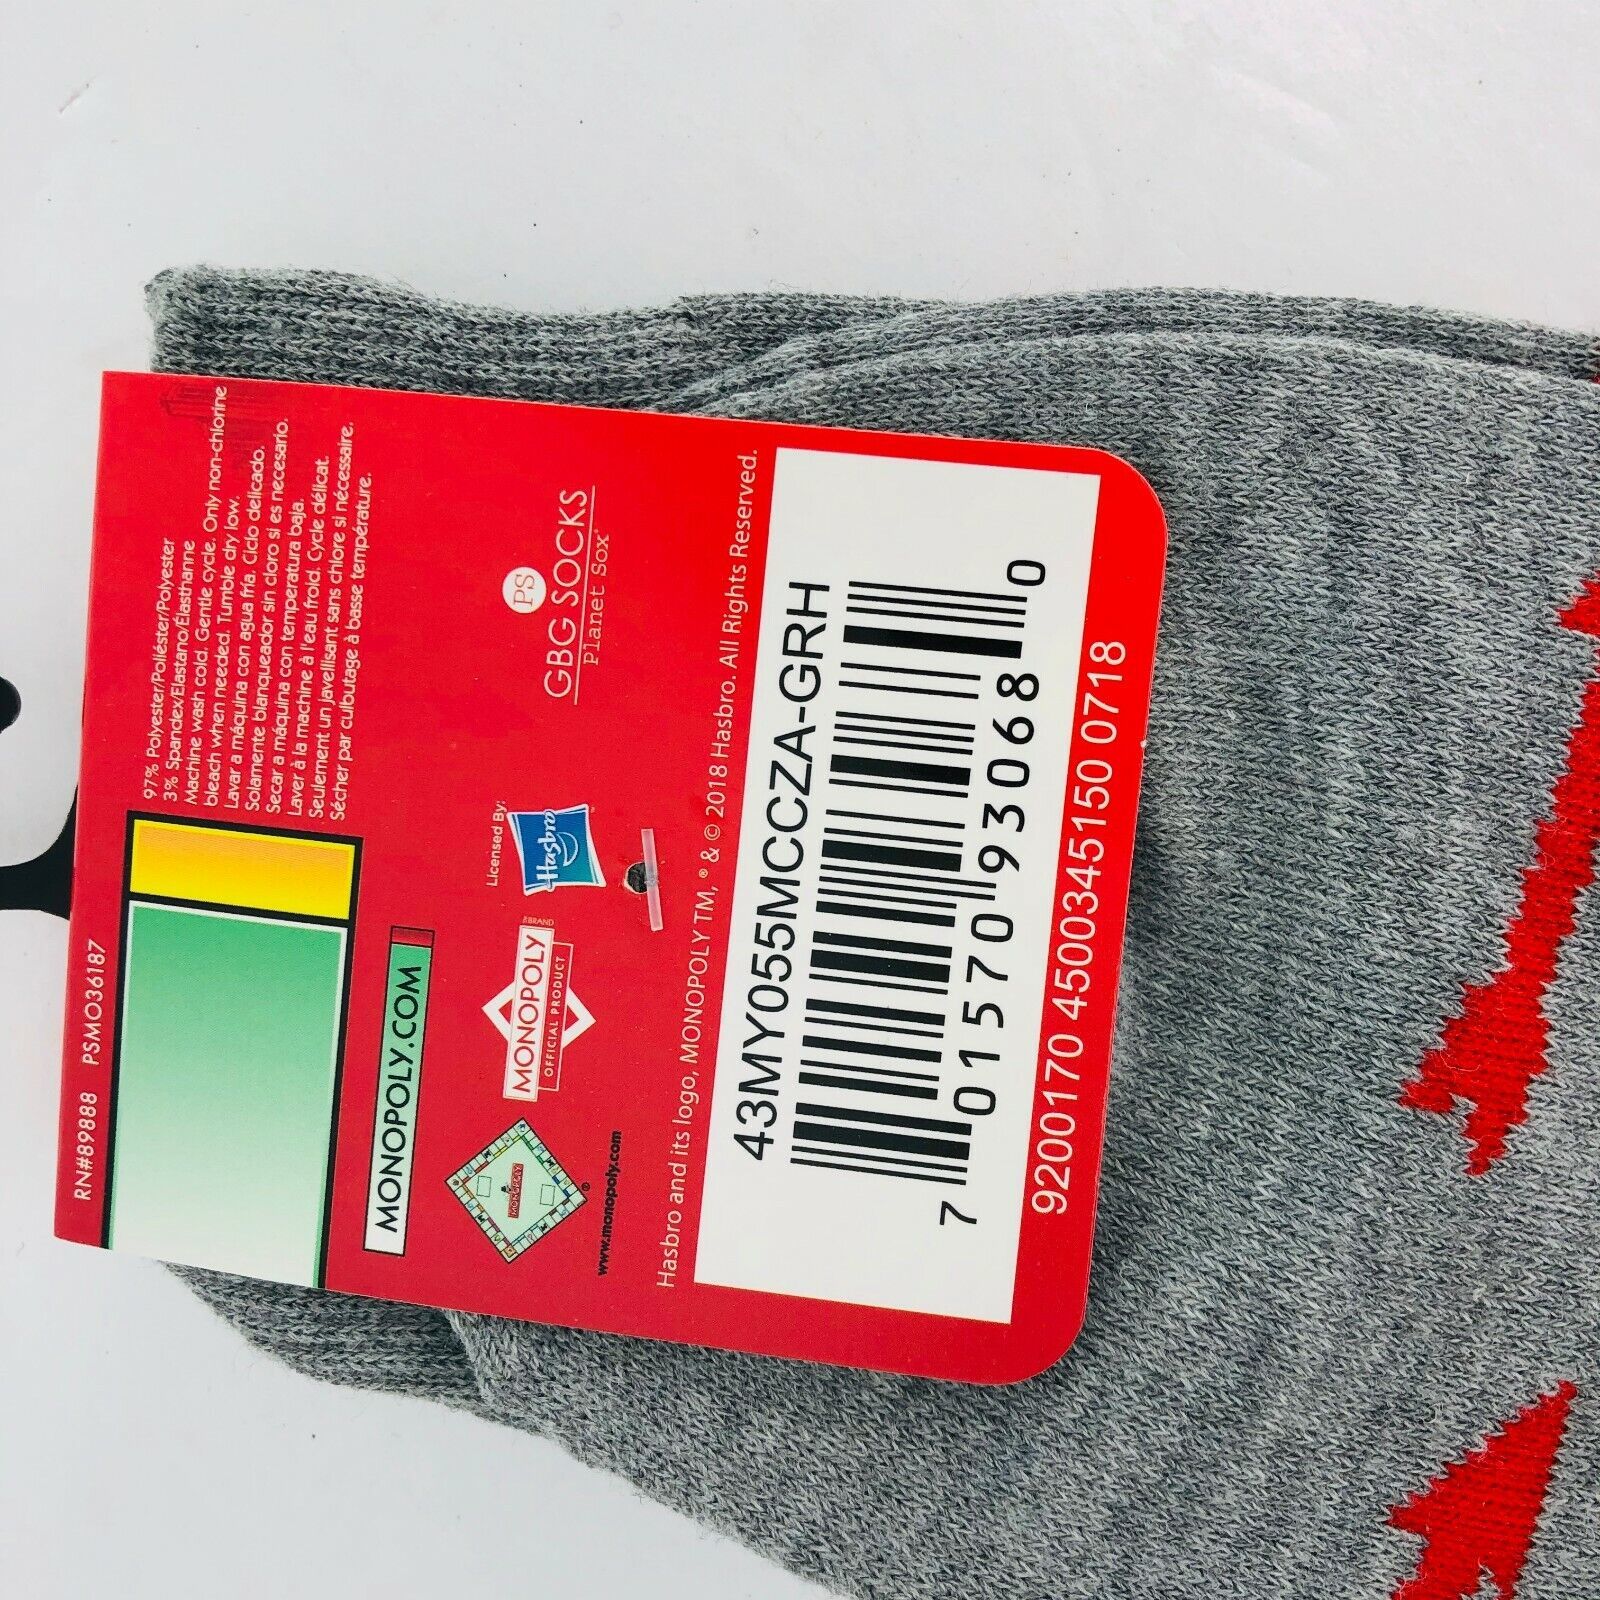 RN#89888 PSMO36187
97% Polyester/Poliéster/Polyester
3% Spandex/Elastano/Élasthanne
Machine wash cold. Gentle cycle. Only non-chlorine
bleach when needed. Tumble dry low.
Lavar a máquina con agua fría. Ciclo delicado.
Solamente blanqueador sin cloro si es necesario.
Secar a máquina con temperatura baja.
Laver à la machine à l'eau froid. Cycle délicat.
Seulement un javellisant sans chlore si nécessaire.
Sécher par culbutage à basse température.
MONOPOLY.COM
MONOPOLY
®
www.monopoly.com
BRAND
MONOPOLY
OFFICIAL PRODUCT
Licensed By:
Hasbro
PS
GBG SOCKS
Planet Sox
Hasbro and its logo, MONOPOLY TM, ® & © 2018 Hasbro. All Rights Reserved.
43MY055MCCZA-GRH
7 01570 93068 0
9200170 4500345150 0718